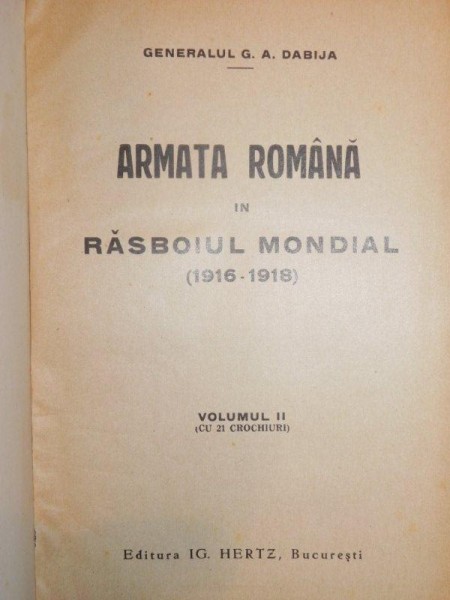 GENERALUL G. A. DABIJA
ARMATA ROMÂNĂ
IN
RĂSBOIUL MONDIAL
(1916-1918)
VOLUMUL II
(CU 21 CROCHIURI)
Editura IG. HERTZ, Bucureşti